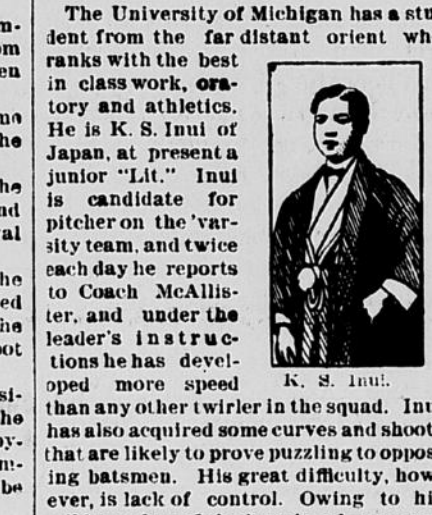 The University of Michigan has a stu
dent from the far distant orient wh
ranks with the best
in class work, ora-
tory and athletics.
He is K. S. Inui of
Japan, at present a
junior "Lit." Inui
is candidate for
pitcher on the 'var-
sity team, and twice
each day he reports
to Coach McAllis-
ter, and under the
leader's instruc-
tions he has devel-
oped more speed
K. S. Inui.
than any other twirler in the squad. Inu
has also acquired some curves and shoot
that are likely to prove puzzling to oppos
ing batsmen. His great difficulty, how
ever, is lack of control. Owing to hi